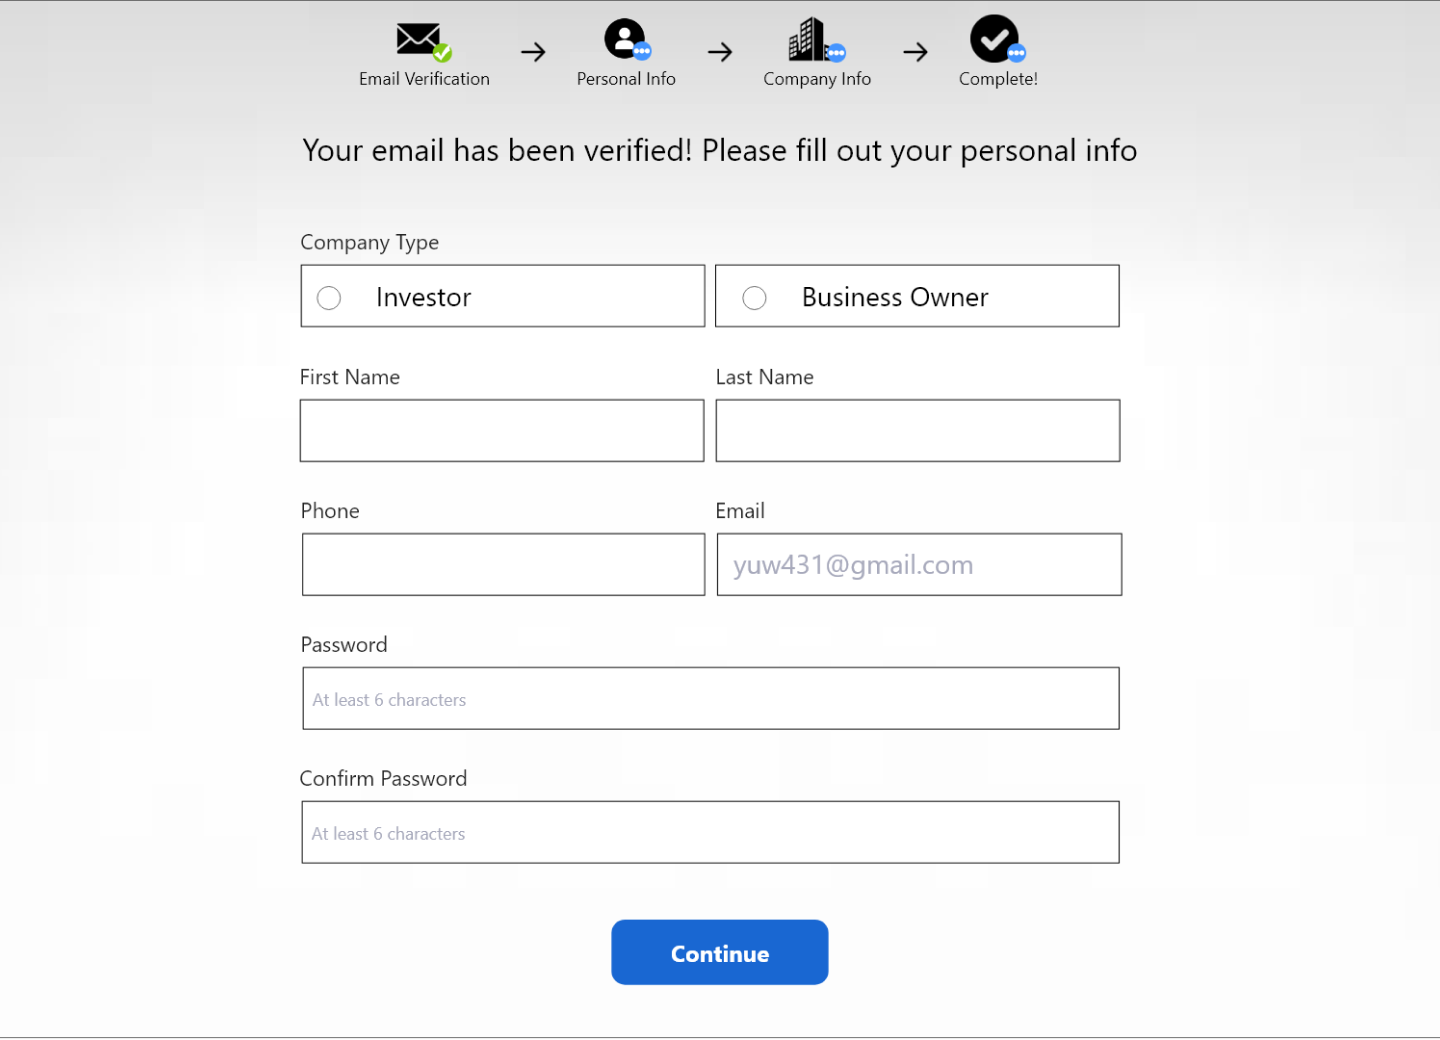 Email Verification
Personal Info
Company Info
Complete!
Your email has been verified! Please fill out your personal info
Company Type
Investor
Business Owner
First Name
Last Name
Phone
Email
yuw431@gmail.com
Password
At least 6 characters
Confirm Password
At least 6 characters
Continue